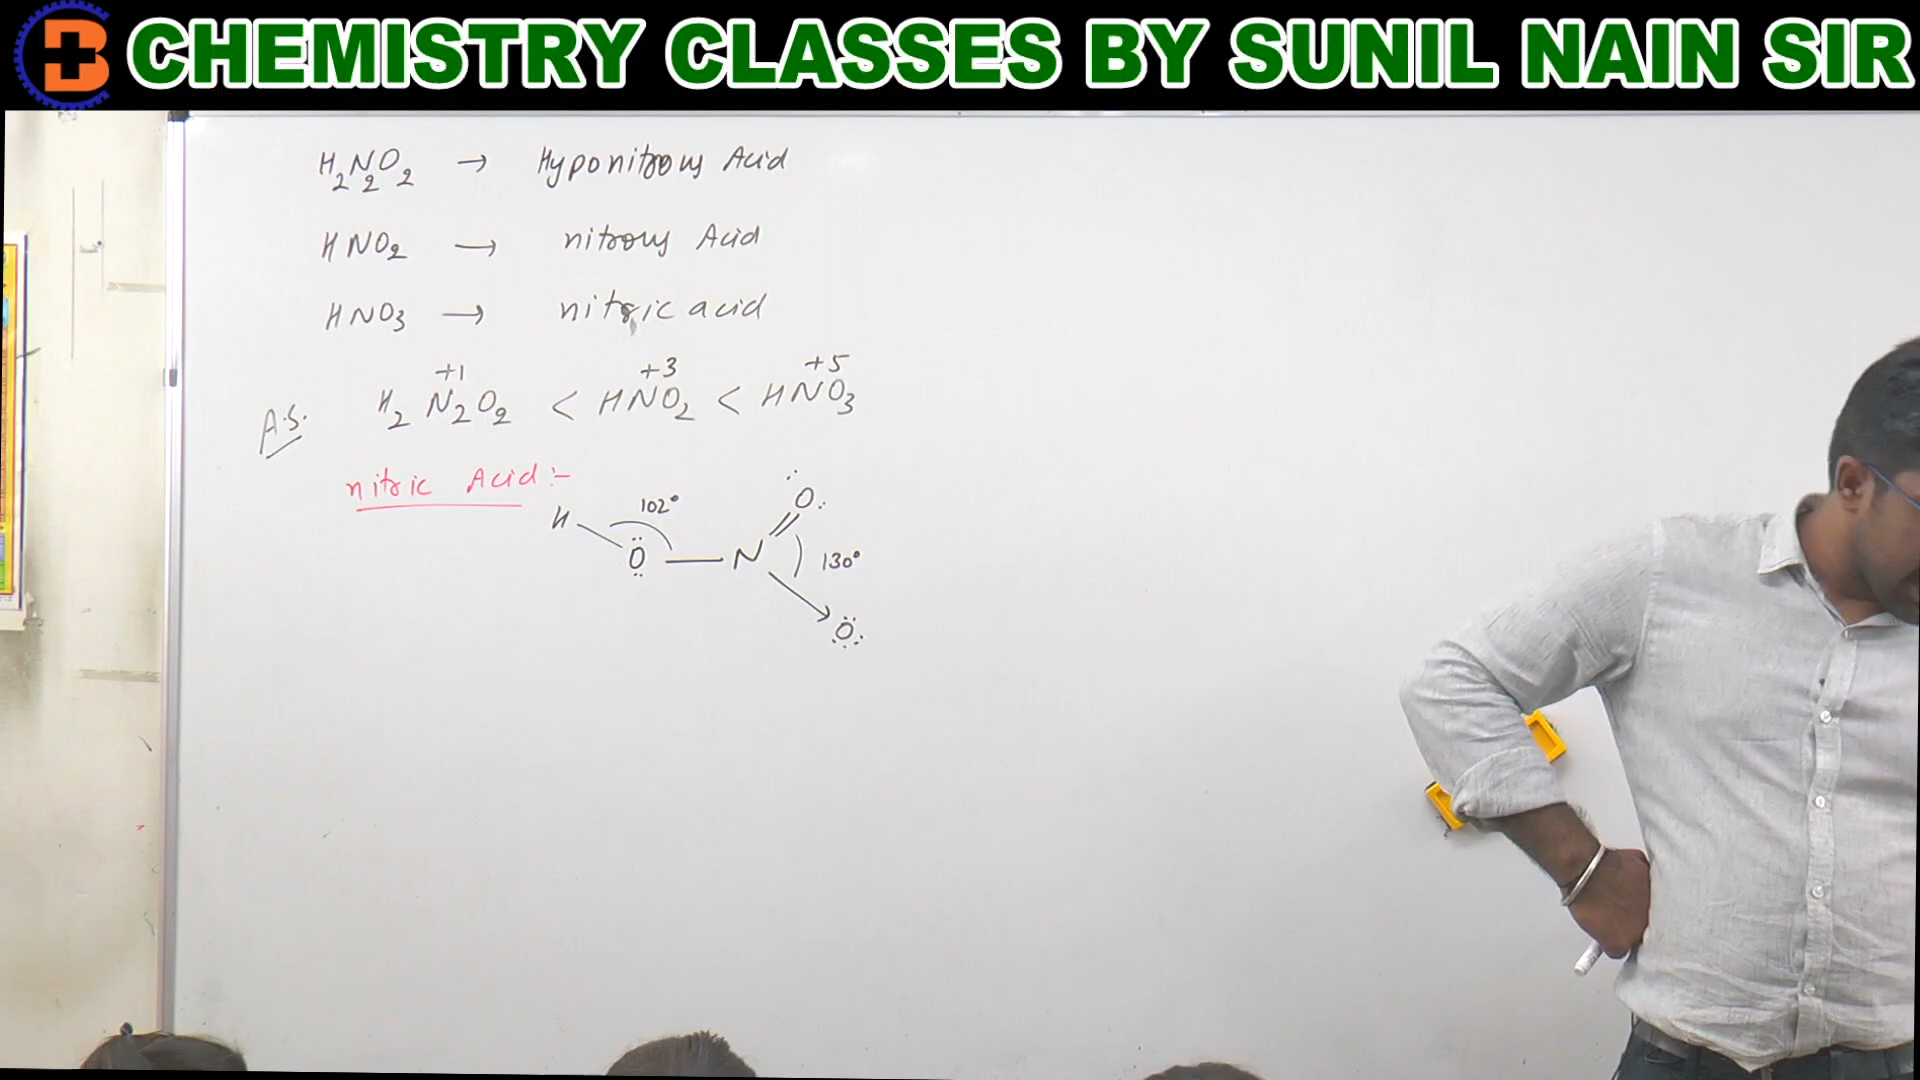 CHEMISTRY CLASSES BY SUNIL NAIN SIR
H2N2O2 → Hyponitrous Acid
HNO2 → nitrous Acid
HNO3 → nitric acid
+1 +3 +5
A.S. H2N2O2 < HNO2 < HNO3
nitric Acid :-
H 102° O N O 130° O